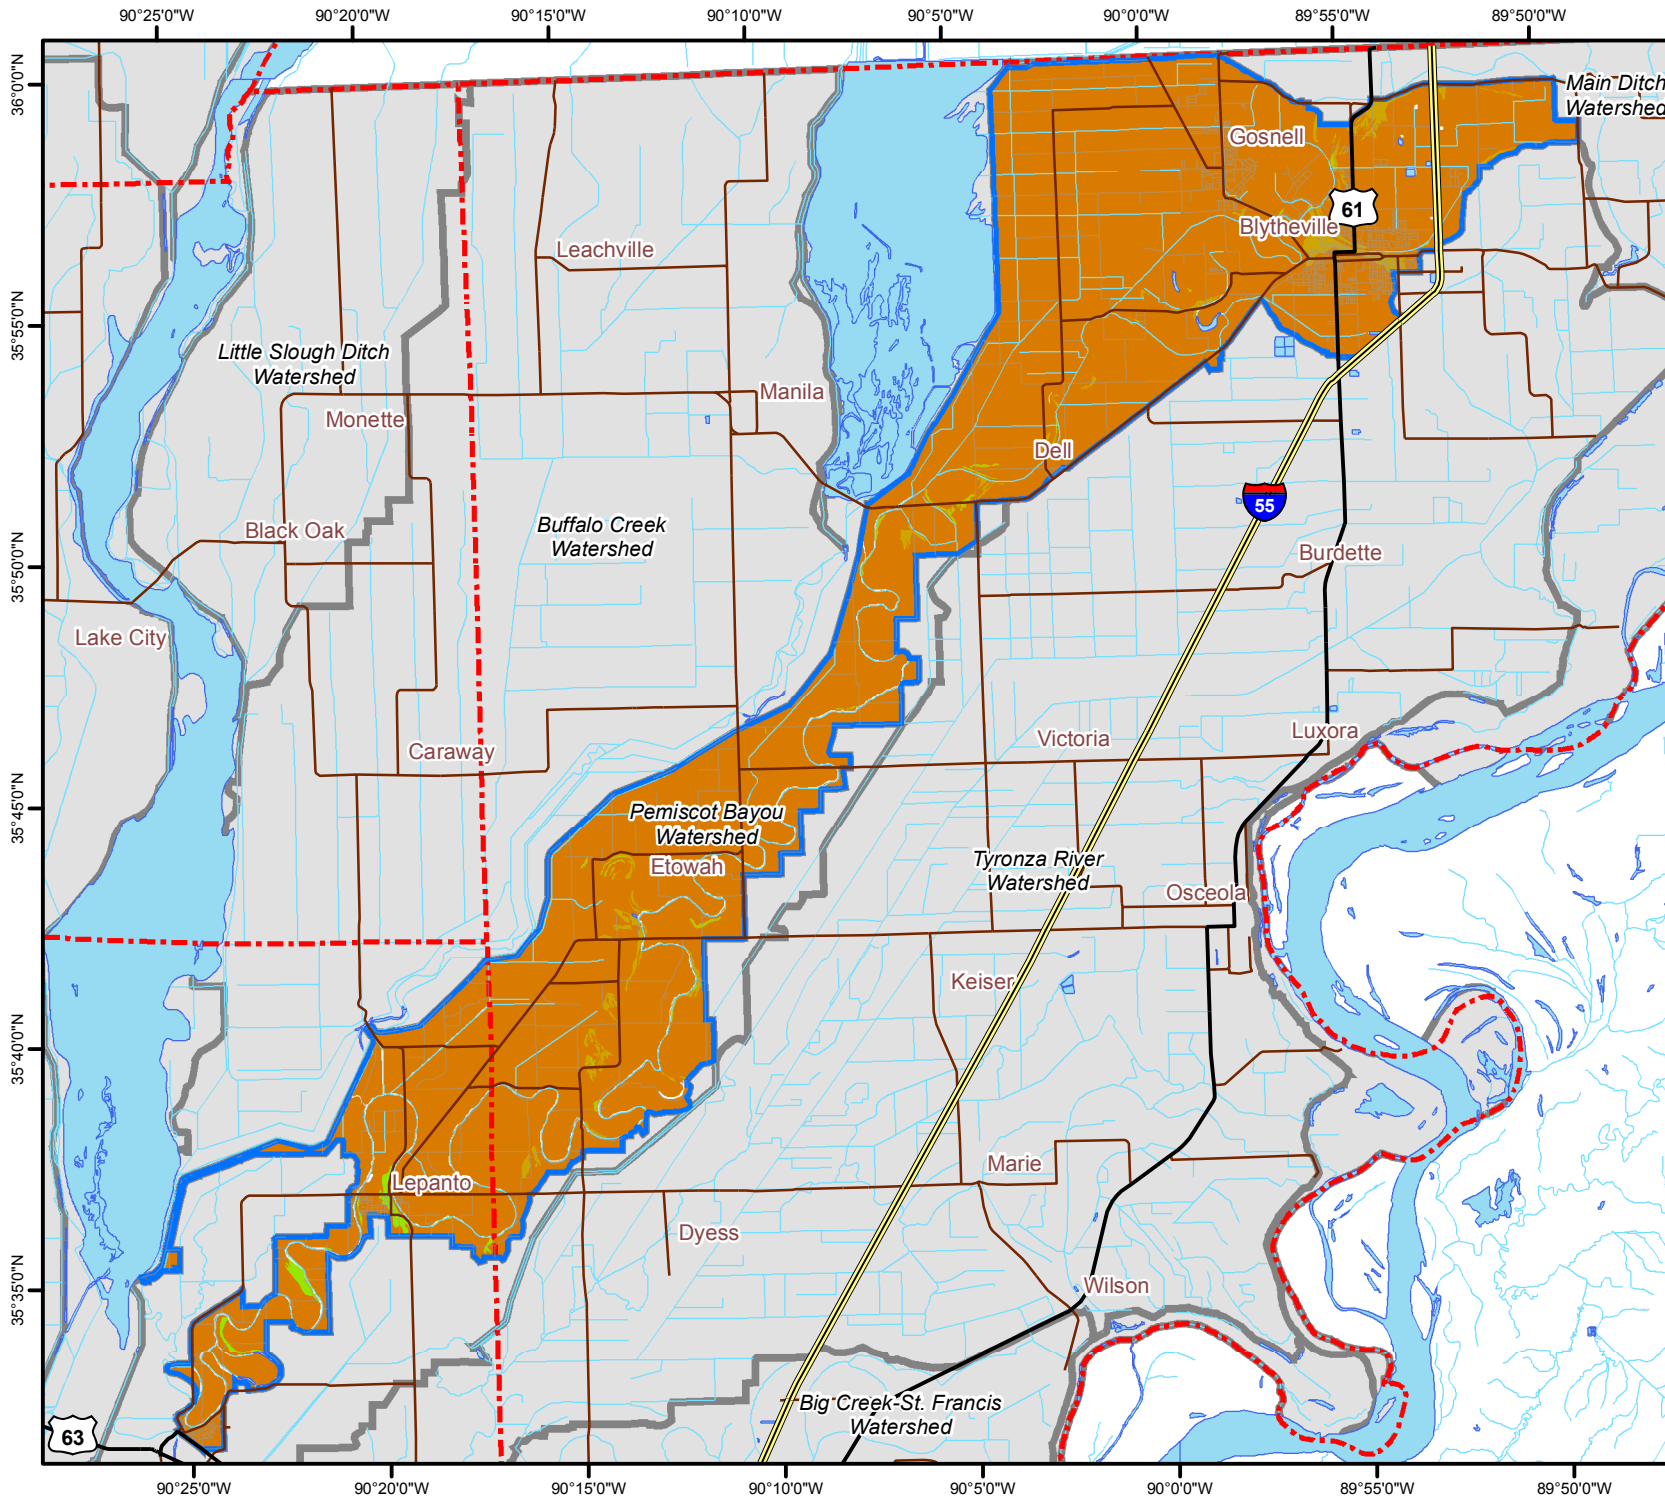 90°25'0"W
90°20'0"W
90°15'0"W
90°10'0"W
90°5'0"W
90°0'0"W
89°55'0"W
89°50'0"W
36°0'0"N
35°55'0"N
35°50'0"N
35°45'0"N
35°40'0"N
35°35'0"N
Main Ditch
Watershed
Gosnell
61
Blytheville
Leachville
Little Slough Ditch
Watershed
Manila
Monette
Dell
55
Black Oak
Buffalo Creek
Watershed
Burdette
Lake City
Luxora
Victoria
Caraway
Pemiscot Bayou
Watershed
Etowah
Tyronza River
Watershed
Osceola
Keiser
Marie
Lepanto
Dyess
Wilson
Big Creek-St. Francis
Watershed
63
90°25'0"W
90°20'0"W
90°15'0"W
90°10'0"W
90°5'0"W
90°0'0"W
89°55'0"W
89°50'0"W